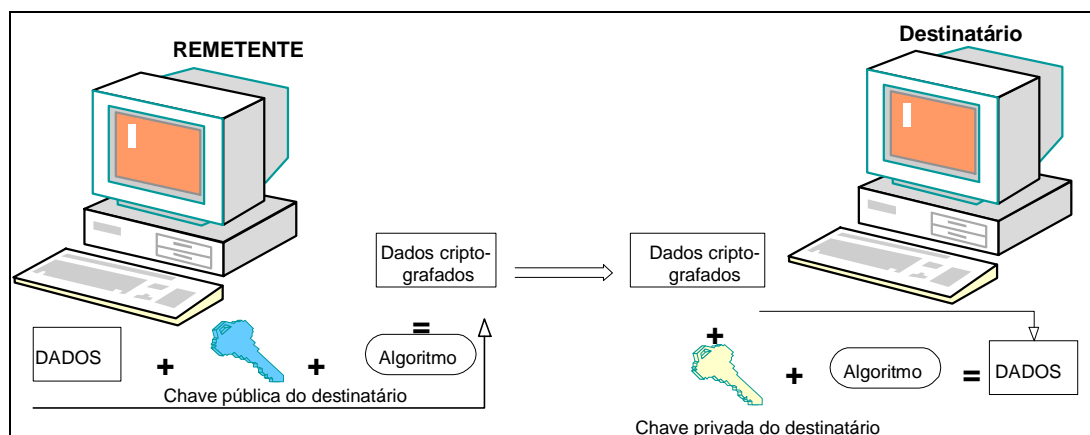 REMETENTE
Destinatário
Dados cripto-
grafados
Dados cripto-
grafados
=
DADOS
+
+
Algoritmo
Chave pública do destinatário
+
+
Algoritmo
=
DADOS
Chave privada do destinatário